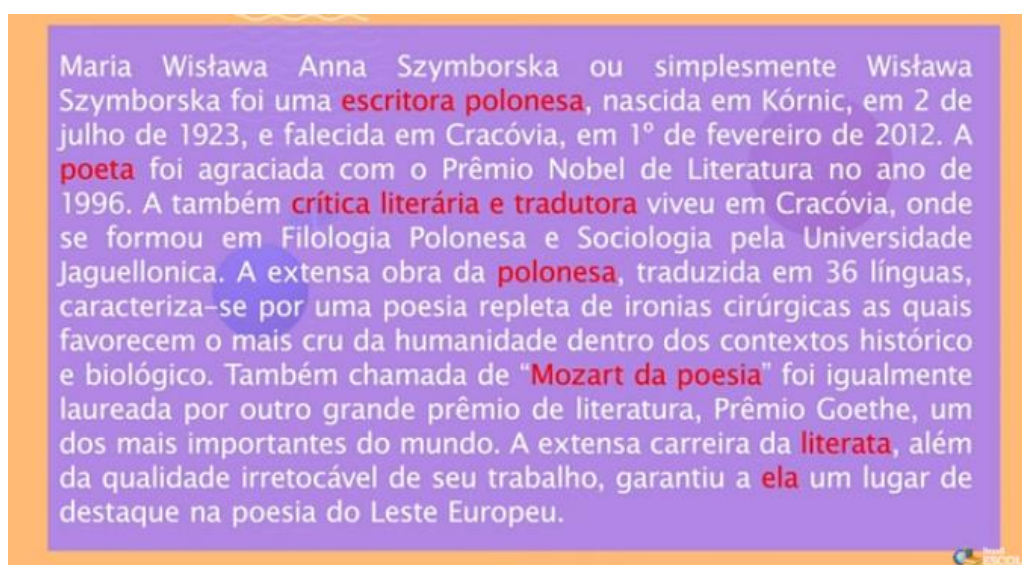 Maria Wisława Anna Szymborska ou simplesmente Wisława
Szymborska foi uma escritora polonesa, nascida em Kórnic, em 2 de
julho de 1923, e falecida em Cracóvia, em 1º de fevereiro de 2012. A
poeta foi agraciada com o Prêmio Nobel de Literatura no ano de
1996. A também crítica literária e tradutora viveu em Cracóvia, onde
se formou em Filologia Polonesa e Sociologia pela Universidade
Jaguellonica. A extensa obra da polonesa, traduzida em 36 línguas,
caracteriza-se por uma poesia repleta de ironias cirúrgicas as quais
favorecem o mais cru da humanidade dentro dos contextos histórico
e biológico. Também chamada de “Mozart da poesia” foi igualmente
laureada por outro grande prêmio de literatura, Prêmio Goethe, um
dos mais importantes do mundo. A extensa carreira da literata, além
da qualidade irretocável de seu trabalho, garantiu a ela um lugar de
destaque na poesia do Leste Europeu.